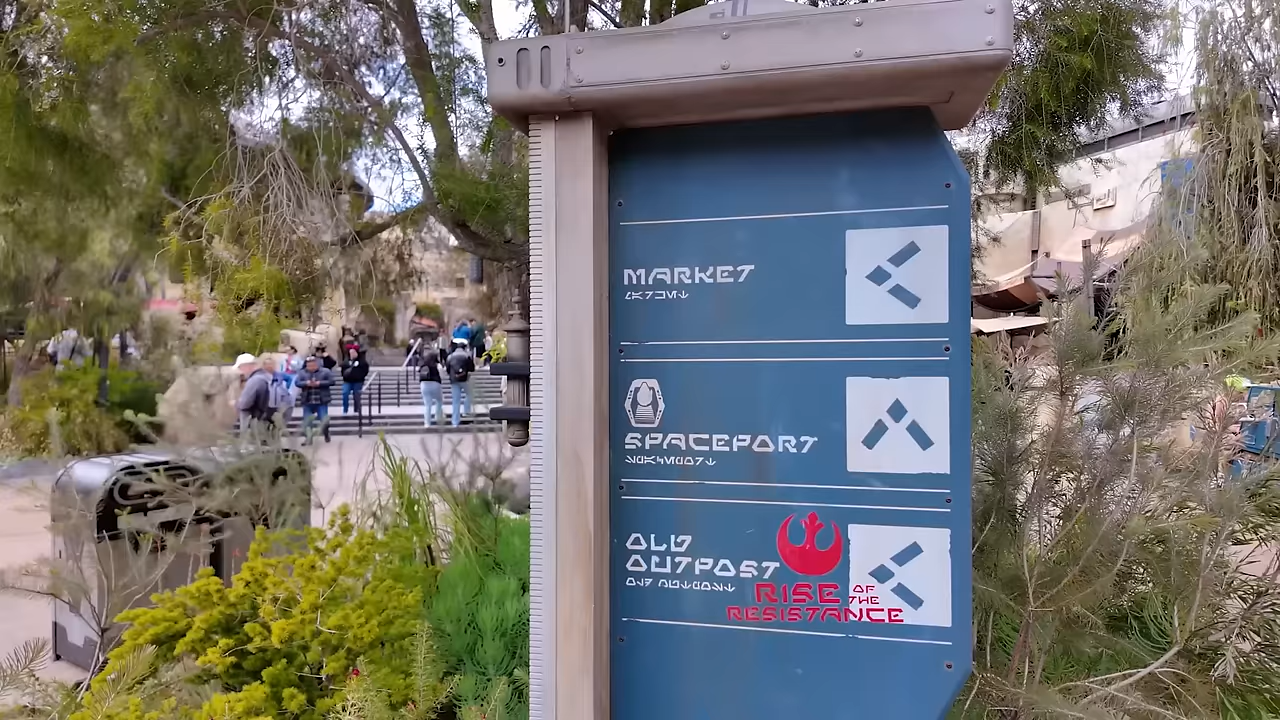 MARKET
SPACEPORT
OLD
OUTPOST
RISE OF THE
RESISTANCE